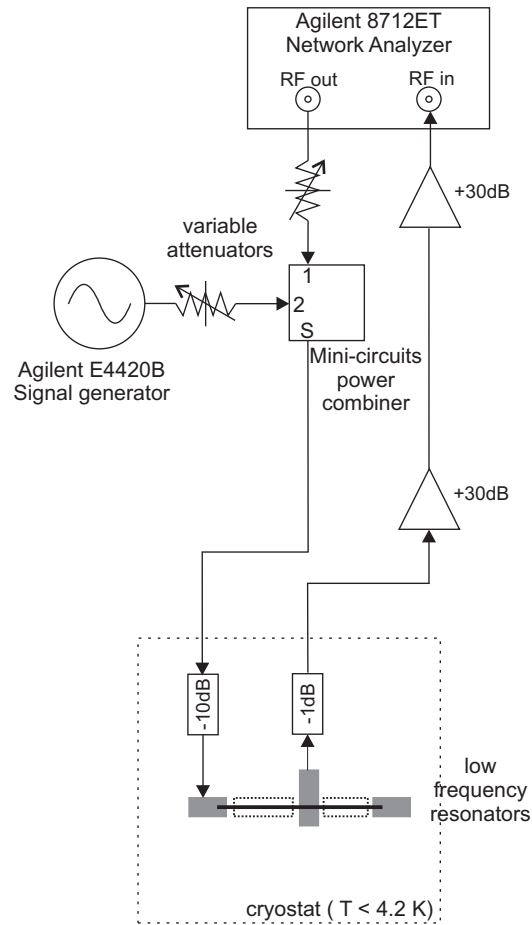 Agilent 8712ET
Network Analyzer
RF out
RF in
+30dB
variable
attenuators
1
2
S
Agilent E4420B
Signal generator
Mini-circuits
power
combiner
+30dB
-10dB
-1dB
low
frequency
resonators
cryostat ( T < 4.2 K)